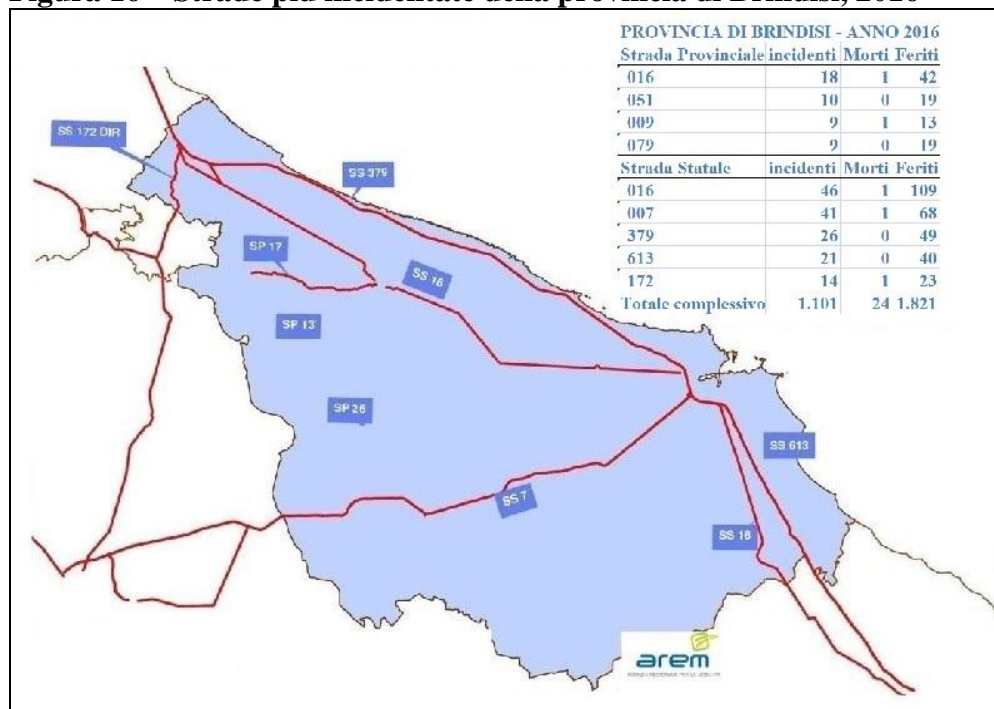 Figura 16 – Strade più incidentate della provincia di Brindisi, 2016
PROVINCIA DI BRINDISI - ANNO 2016
Strada Provinciale incidenti Morti Feriti
016 18 1 42
051 10 0 19
009 9 1 13
079 9 0 19
Strada Statale incidenti Morti Feriti
016 46 1 109
007 41 1 68
379 26 0 49
613 21 0 40
172 14 1 23
Totale complessivo 1.101 24 1.821
SS 172 DIR
SS 379
SP 17
SS 16
SP 13
SP 26
SS 613
SS 7
SS 16
arem